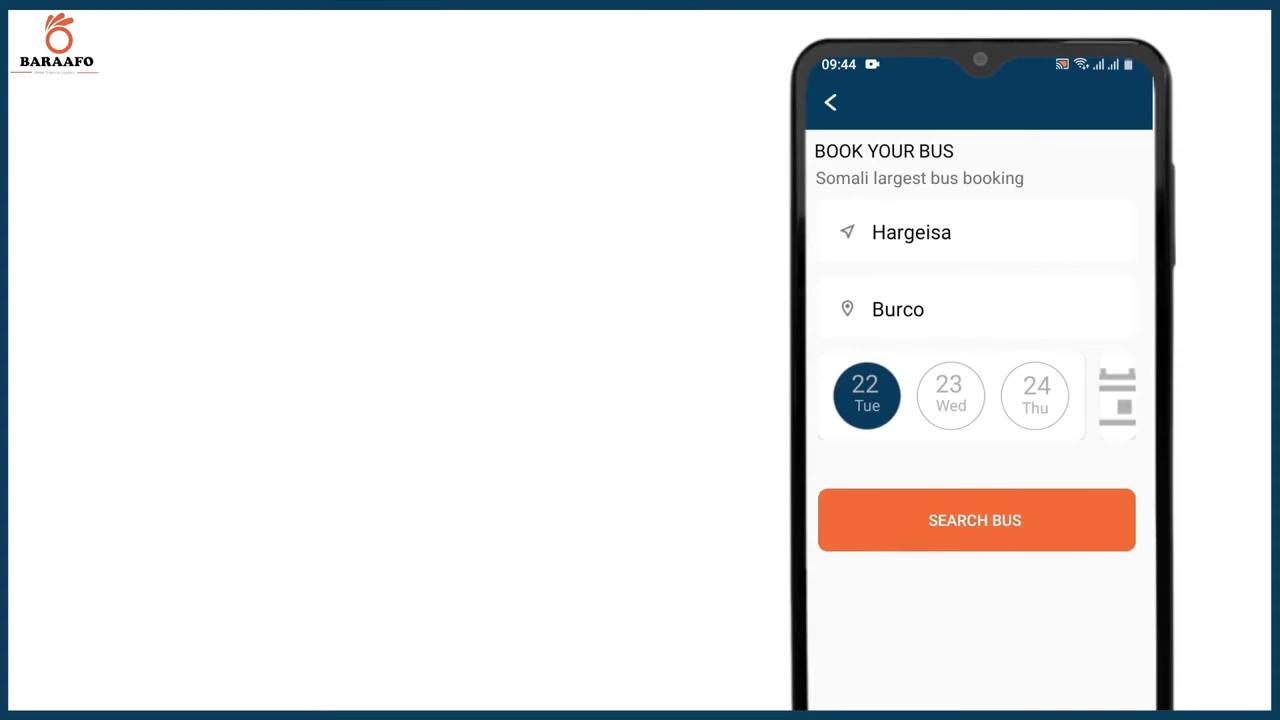 BARAAFO
09:44
BOOK YOUR BUS
Somali largest bus booking
Hargeisa
Burco
22 23 24
Tue Wed Thu
SEARCH BUS